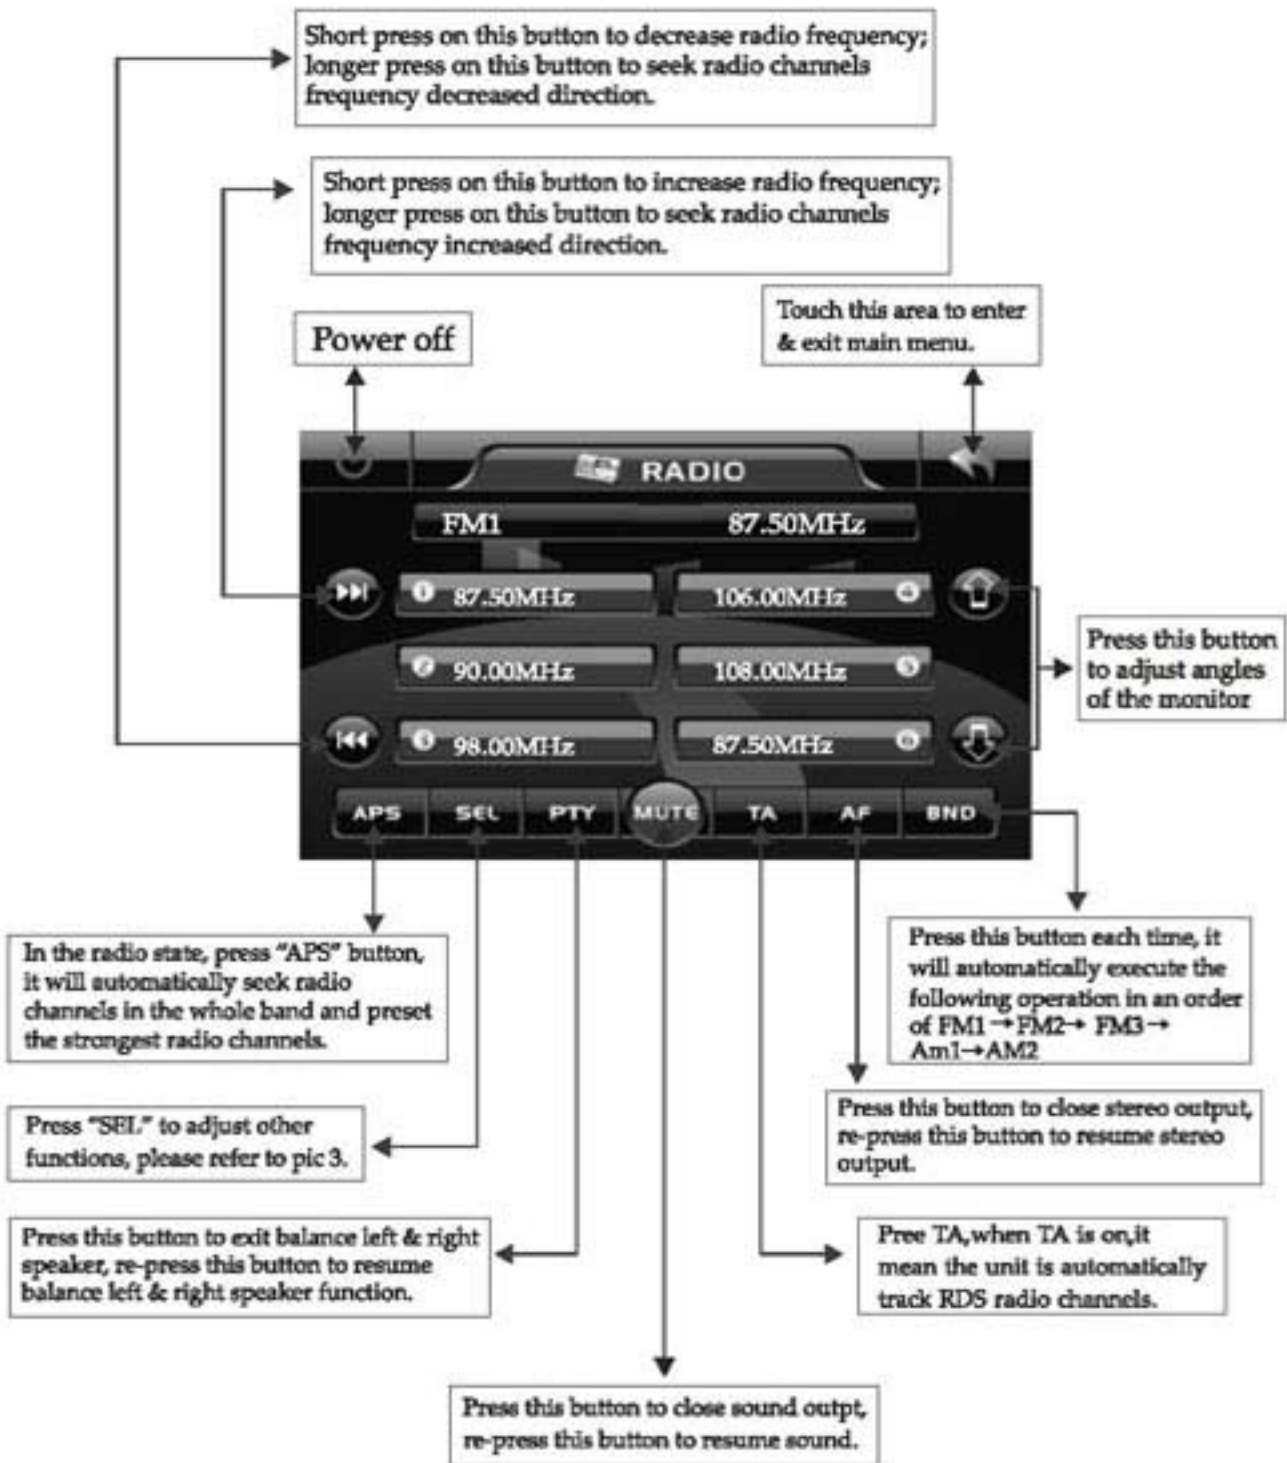 Short press on this button to decrease radio frequency;
longer press on this button to seek radio channels
frequency decreased direction.
Short press on this button to increase radio frequency;
longer press on this button to seek radio channels
frequency increased direction.
Power off
Touch this area to enter
& exit main menu.
RADIO
FM1 87.50MHz
1 87.50MHz 106.00MHz 4
2 90.00MHz 108.00MHz 5
3 98.00MHz 87.50MHz 6
Press this button
to adjust angles
of the monitor
APS SEL PTY MUTE TA AF BND
In the radio state, press "APS" button,
it will automatically seek radio
channels in the whole band and preset
the strongest radio channels.
Press this button each time, it
will automatically execute the
following operation in an order
of FM1→FM2→ FM3→
Am1→AM2
Press "SEL" to adjust other
functions, please refer to pic 3.
Press this button to close stereo output,
re-press this button to resume stereo
output.
Press this button to exit balance left & right
speaker, re-press this button to resume
balance left & right speaker function.
Pree TA,when TA is on,it
mean the unit is automatically
track RDS radio channels.
Press this button to close sound outpt,
re-press this button to resume sound.